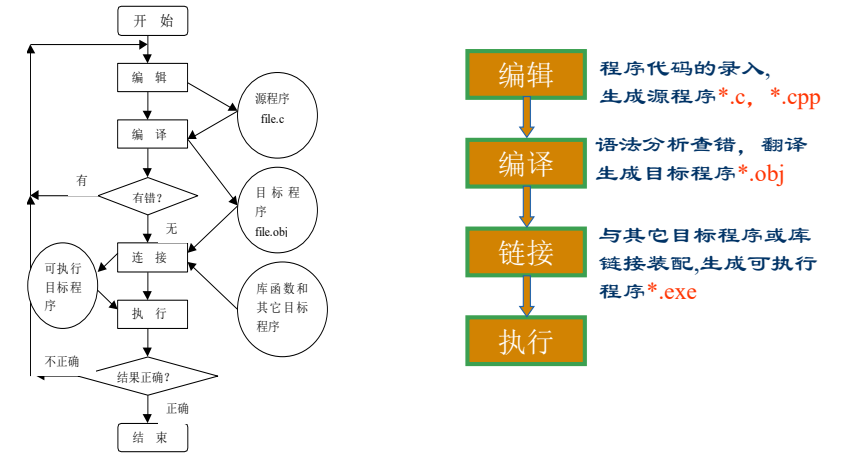 开 始
编 辑
源程序
file.c
编 译
有
有错?
目标程
序
file.obj
无
连 接
可执行
目标程
序
库函数和
其它目标
程序
执 行
不正确
结果正确?
正确
结 束
编辑
程序代码的录入,
生成源程序*.c, *.cpp
编译
语法分析查错，翻译
生成目标程序*.obj
链接
与其它目标程序或库
链接装配,生成可执行
程序*.exe
执行